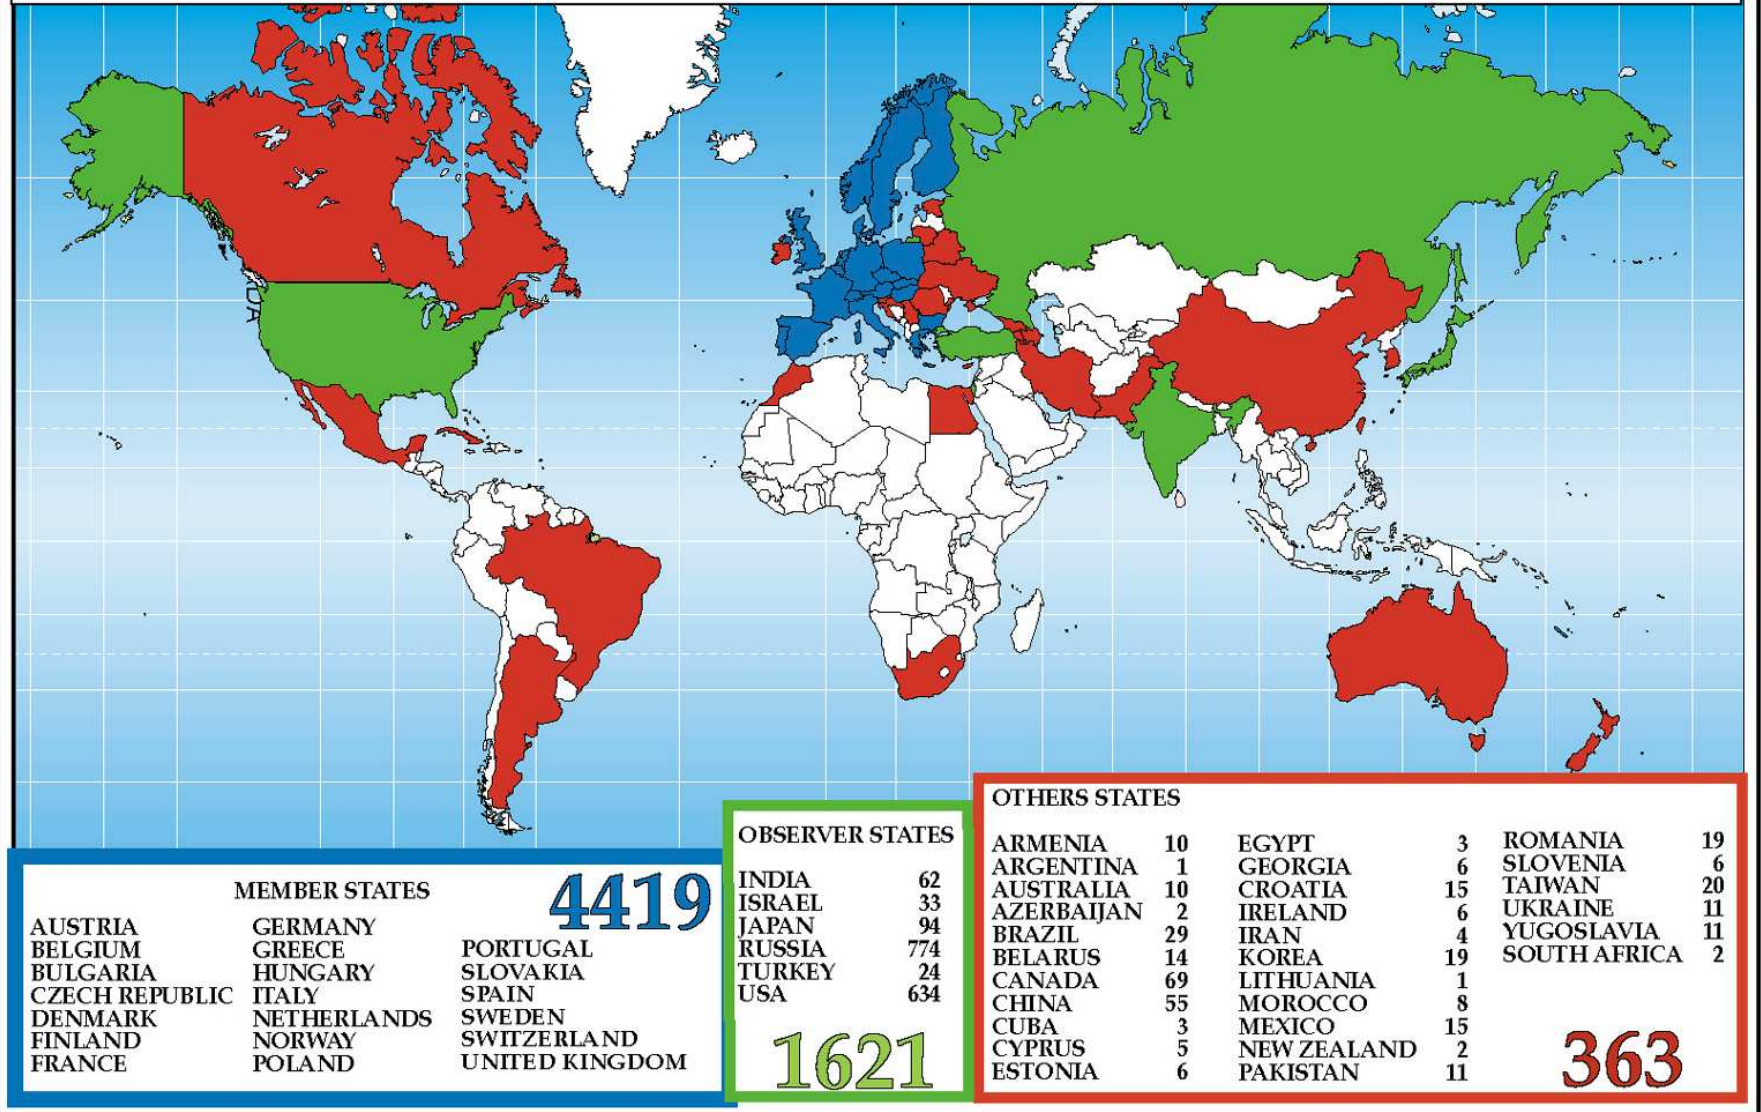 MEMBER STATES
4419
AUSTRIA
BELGIUM
BULGARIA
CZECH REPUBLIC
DENMARK
FINLAND
FRANCE
GERMANY
GREECE
HUNGARY
ITALY
NETHERLANDS
NORWAY
POLAND
PORTUGAL
SLOVAKIA
SPAIN
SWEDEN
SWITZERLAND
UNITED KINGDOM
OBSERVER STATES
INDIA 62
ISRAEL 33
JAPAN 94
RUSSIA 774
TURKEY 24
USA 634
1621
OTHERS STATES
ARMENIA 10
ARGENTINA 1
AUSTRALIA 10
AZERBAIJAN 2
BRAZIL 29
BELARUS 14
CANADA 69
CHINA 55
CUBA 3
CYPRUS 5
ESTONIA 6
EGYPT 3
GEORGIA 6
CROATIA 15
IRELAND 6
IRAN 4
KOREA 19
LITHUANIA 1
MOROCCO 8
MEXICO 15
NEW ZEALAND 2
PAKISTAN 11
ROMANIA 19
SLOVENIA 6
TAIWAN 20
UKRAINE 11
YUGOSLAVIA 11
SOUTH AFRICA 2
363